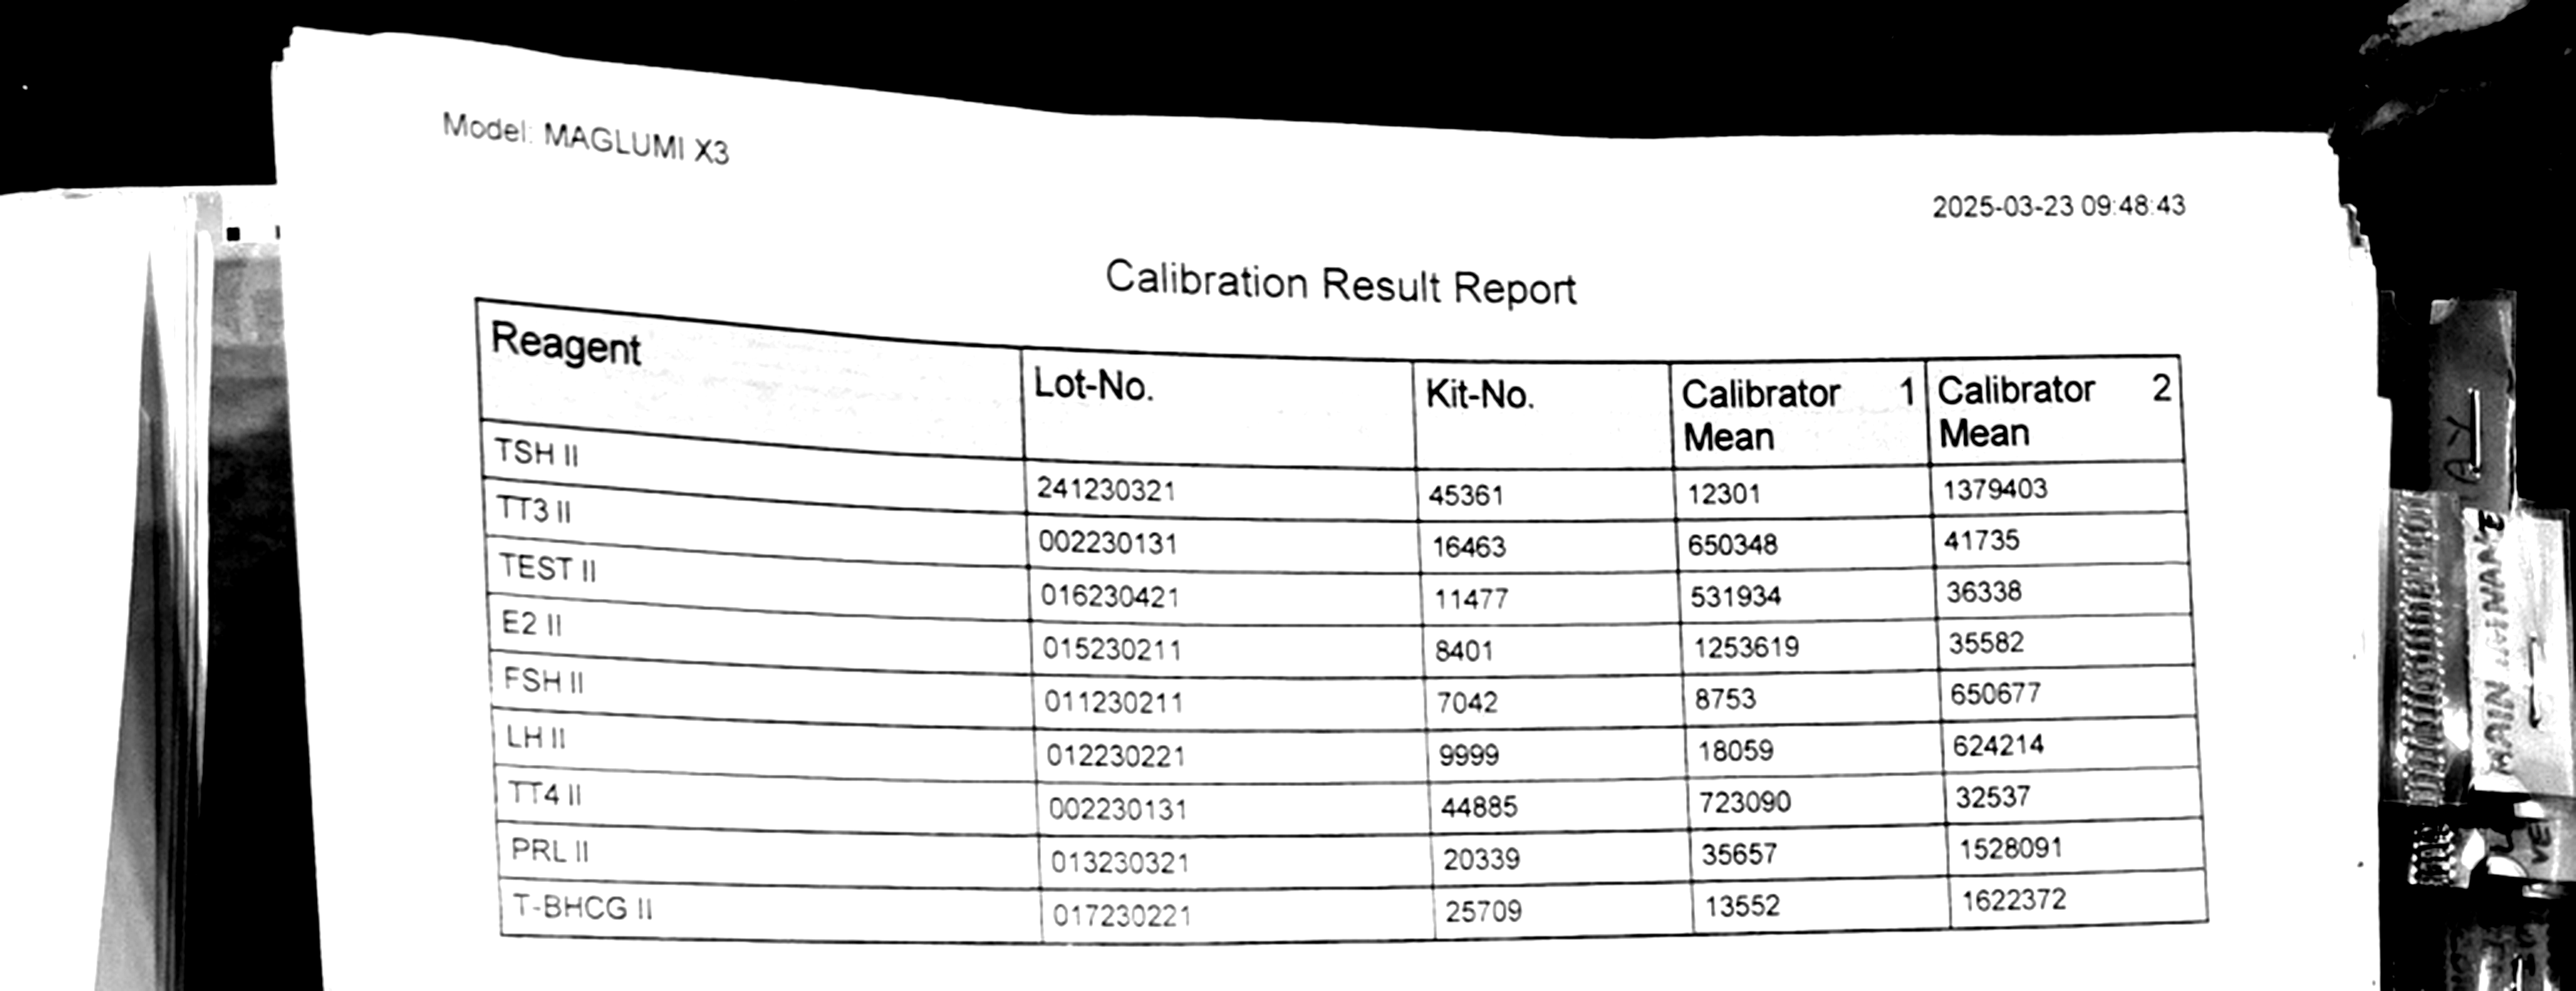 Model: MAGLUMI X3
2025-03-23 09:48:43
Calibration Result Report
Reagent Lot-No. Kit-No. Calibrator 1 Mean Calibrator 2 Mean
TSH II 241230321 45361 12301 1379403
TT3 II 002230131 16463 650348 41735
TEST II 016230421 11477 531934 36338
E2 II 015230211 8401 1253619 35582
FSH II 011230211 7042 8753 650677
LH II 012230221 9999 18059 624214
TT4 II 002230131 44885 723090 32537
PRL II 013230321 20339 35657 1528091
T-BHCG II 017230221 25709 13552 1622372